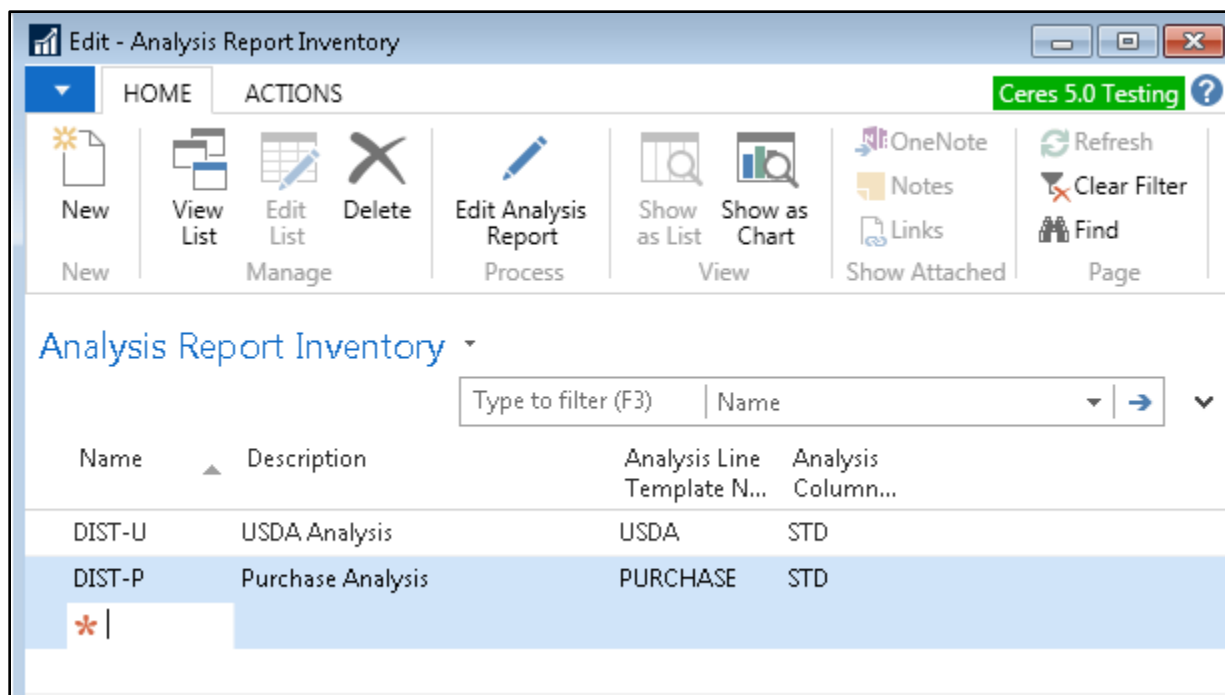 Edit - Analysis Report Inventory
HOME ACTIONS Ceres 5.0 Testing ?
New View List Edit List Delete Edit Analysis Report Show as List Show as Chart OneNote Notes Links Refresh Clear Filter Find
New Manage Process View Show Attached Page
Analysis Report Inventory
Type to filter (F3) Name
Name Description Analysis Line Template N... Analysis Column...
DIST-U USDA Analysis USDA STD
DIST-P Purchase Analysis PURCHASE STD